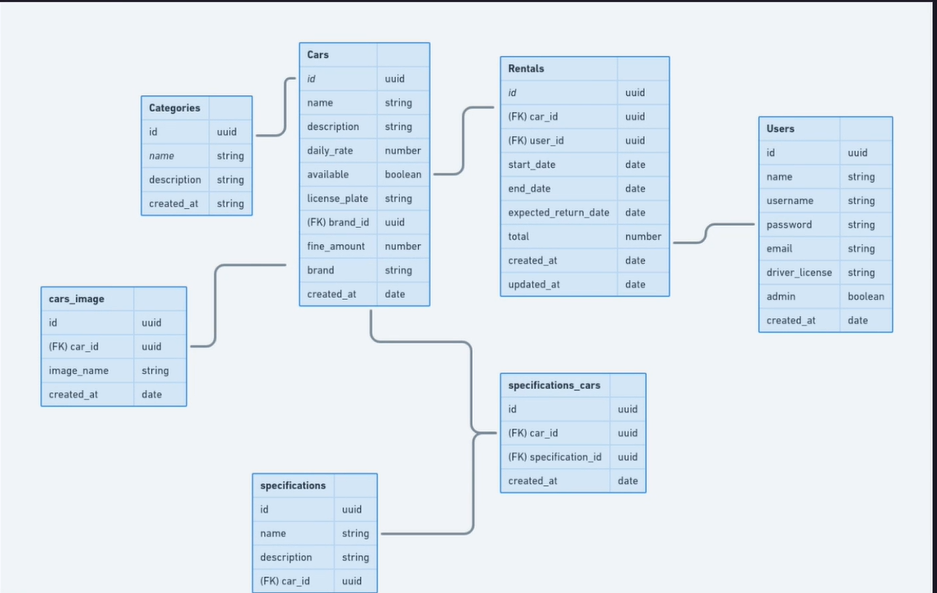 Cars
id uuid
name string
description string
daily_rate number
available boolean
license_plate string
(FK) brand_id uuid
fine_amount number
brand string
created_at date
Rentals
id uuid
(FK) car_id uuid
(FK) user_id uuid
start_date date
end_date date
expected_return_date date
total number
created_at date
updated_at date
Categories
id uuid
name string
description string
created_at string
Users
id uuid
name string
username string
password string
email string
driver_license string
admin boolean
created_at date
cars_image
id uuid
(FK) car_id uuid
image_name string
created_at date
specifications_cars
id uuid
(FK) car_id uuid
(FK) specification_id uuid
created_at date
specifications
id uuid
name string
description string
(FK) car_id uuid